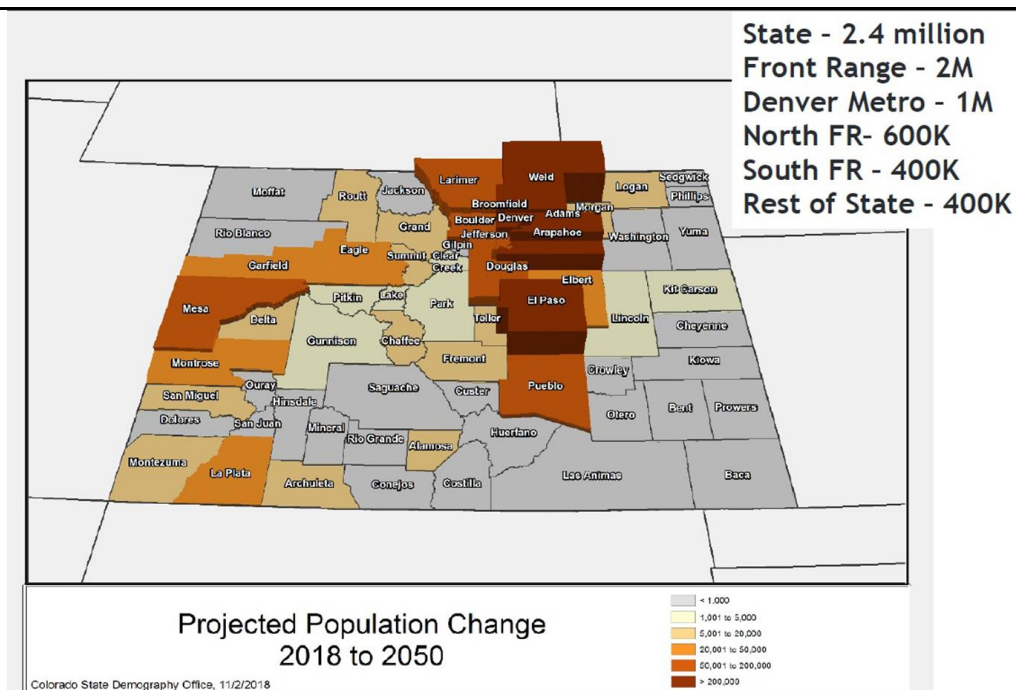 State – 2.4 million
Front Range – 2M
Denver Metro – 1M
North FR– 600K
South FR – 400K
Rest of State – 400K
Moffat
Routt
Jackson
Larimer
Weld
Logan
Sedgwick
Phillips
Morgan
Broomfield
Boulder
Denver
Adams
Grand
Rio Blanco
Jefferson
Arapahoe
Washington
Yuma
Gilpin
Eagle
Summit
Clear
Creek
Garfield
Douglas
Elbert
Pitkin
Lake
Park
El Paso
Kit Carson
Mesa
Delta
Teller
Lincoln
Cheyenne
Gunnison
Chaffee
Fremont
Montrose
Kiowa
Crowley
Ouray
Saguache
Custer
Pueblo
San Miguel
Hinsdale
Otero
Bent
Prowers
Dolores
San Juan
Mineral
Rio Grande
Alamosa
Huerfano
Montezuma
La Plata
Archuleta
Conejos
Costilla
Las Animas
Baca
Projected Population Change
2018 to 2050
< 1,000
1,001 to 5,000
5,001 to 20,000
20,001 to 50,000
50,001 to 200,000
> 200,000
Colorado State Demography Office, 11/2/2018